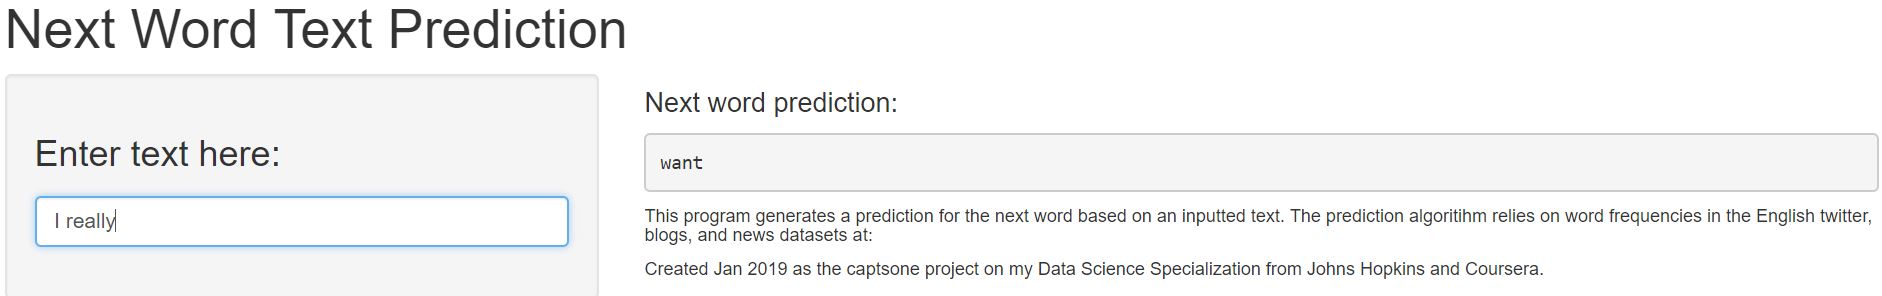 Next Word Text Prediction
Enter text here:
I really
Next word prediction:
want
This program generates a prediction for the next word based on an inputted text. The prediction algoritihm relies on word frequencies in the English twitter,
blogs, and news datasets at:
Created Jan 2019 as the captsone project on my Data Science Specialization from Johns Hopkins and Coursera.